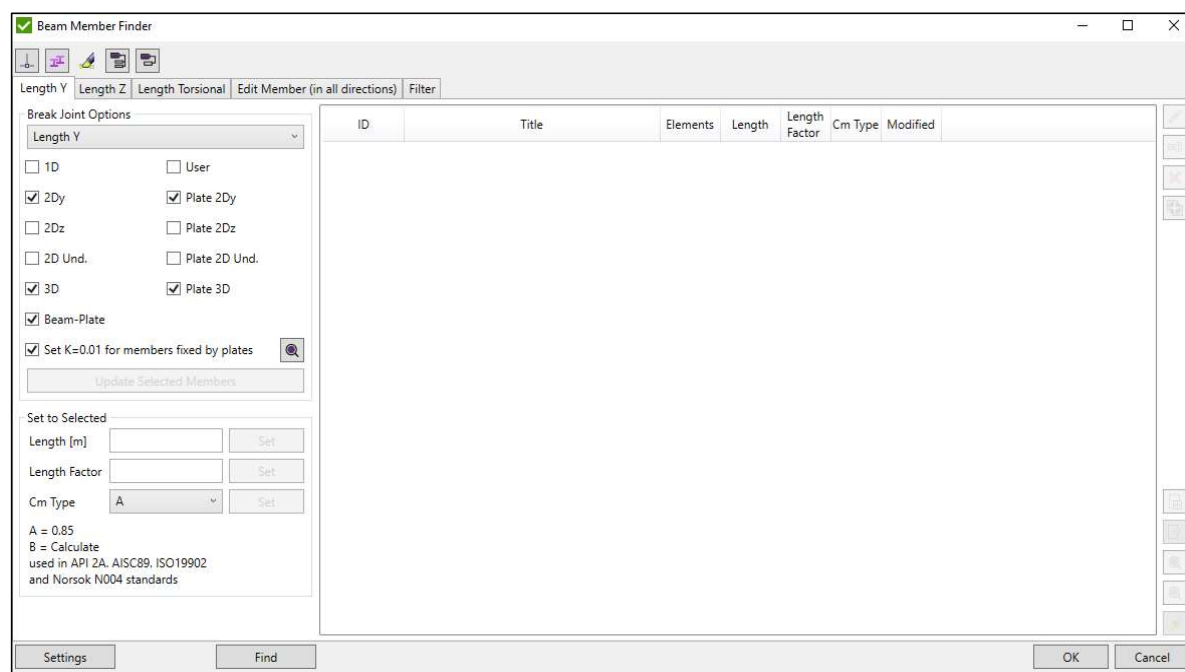 Beam Member Finder
Length Y Length Z Length Torsional Edit Member (in all directions) Filter
Break Joint Options
Length Y
1D User
2Dy Plate 2Dy
2Dz Plate 2Dz
2D Und. Plate 2D Und.
3D Plate 3D
Beam-Plate
Set K=0.01 for members fixed by plates
Update Selected Members
Set to Selected
Length [m] Set
Length Factor Set
Cm Type A Set
A = 0.85
B = Calculate
used in API 2A. AISC89. ISO19902
and Norsok N004 standards
ID Title Elements Length Length Factor Cm Type Modified
Settings Find OK Cancel